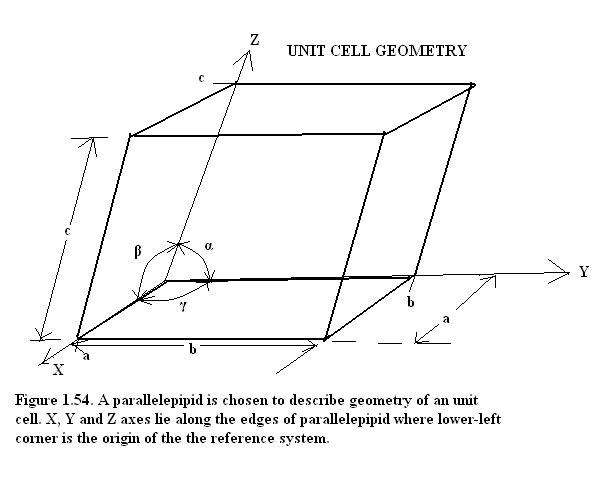 Z
UNIT CELL GEOMETRY
c
c
β
α
γ
Y
b
a
a
b
X
Figure 1.54. A parallelepipid is chosen to describe geometry of an unit
cell. X, Y and Z axes lie along the edges of parallelepipid where lower-left
corner is the origin of the the reference system.